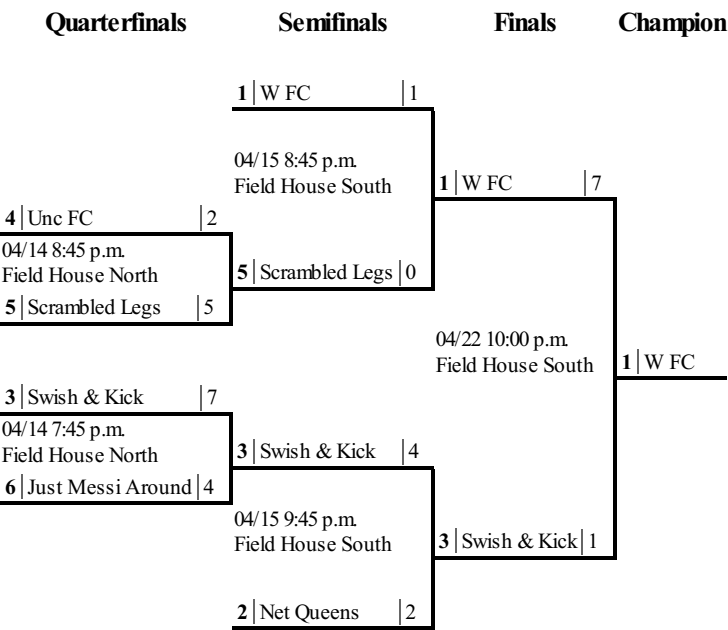 Quarterfinals Semifinals Finals Champion
1 W FC 1
04/15 8:45 p.m.
Field House South
1 W FC 7
4 Unc FC 2
04/14 8:45 p.m.
Field House North
5 Scrambled Legs 0
5 Scrambled Legs 5
04/22 10:00 p.m.
Field House South
1 W FC
3 Swish & Kick 7
04/14 7:45 p.m.
Field House North
3 Swish & Kick 4
6 Just Messi Around 4
04/15 9:45 p.m.
Field House South
3 Swish & Kick 1
2 Net Queens 2